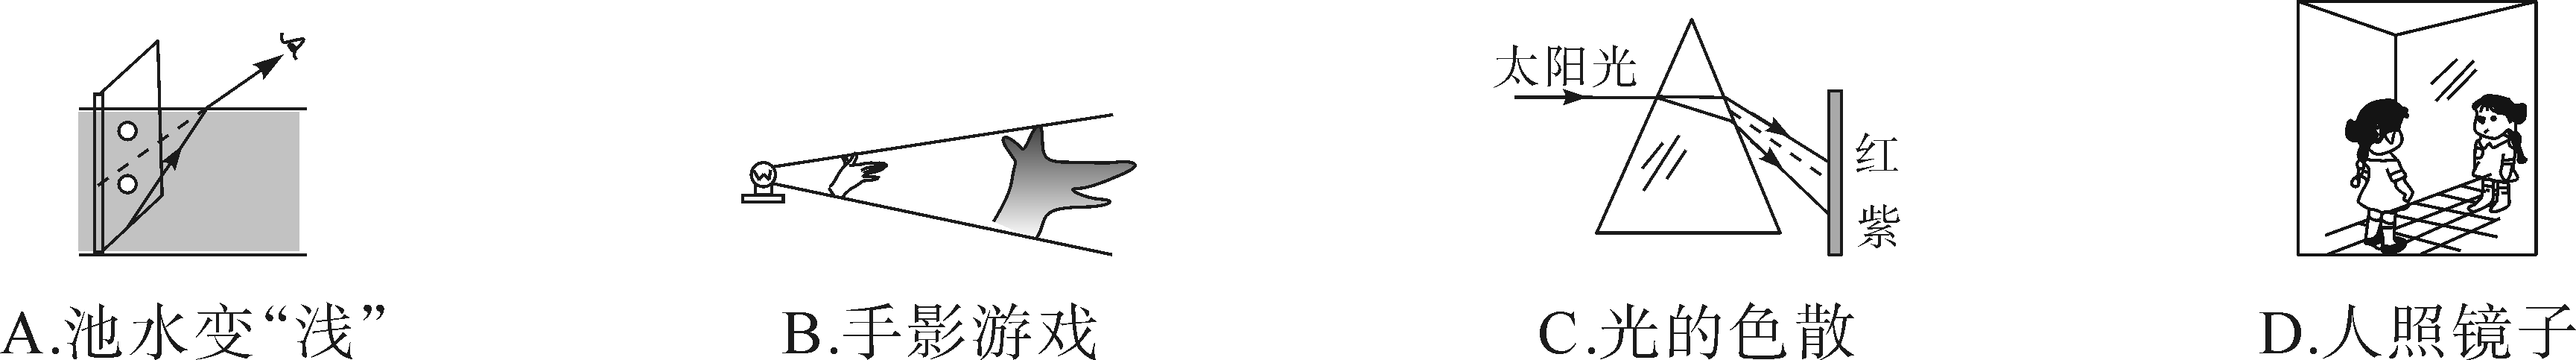 太阳光
红
紫
A.池水变“浅”
B.手影游戏
C.光的色散
D.人照镜子